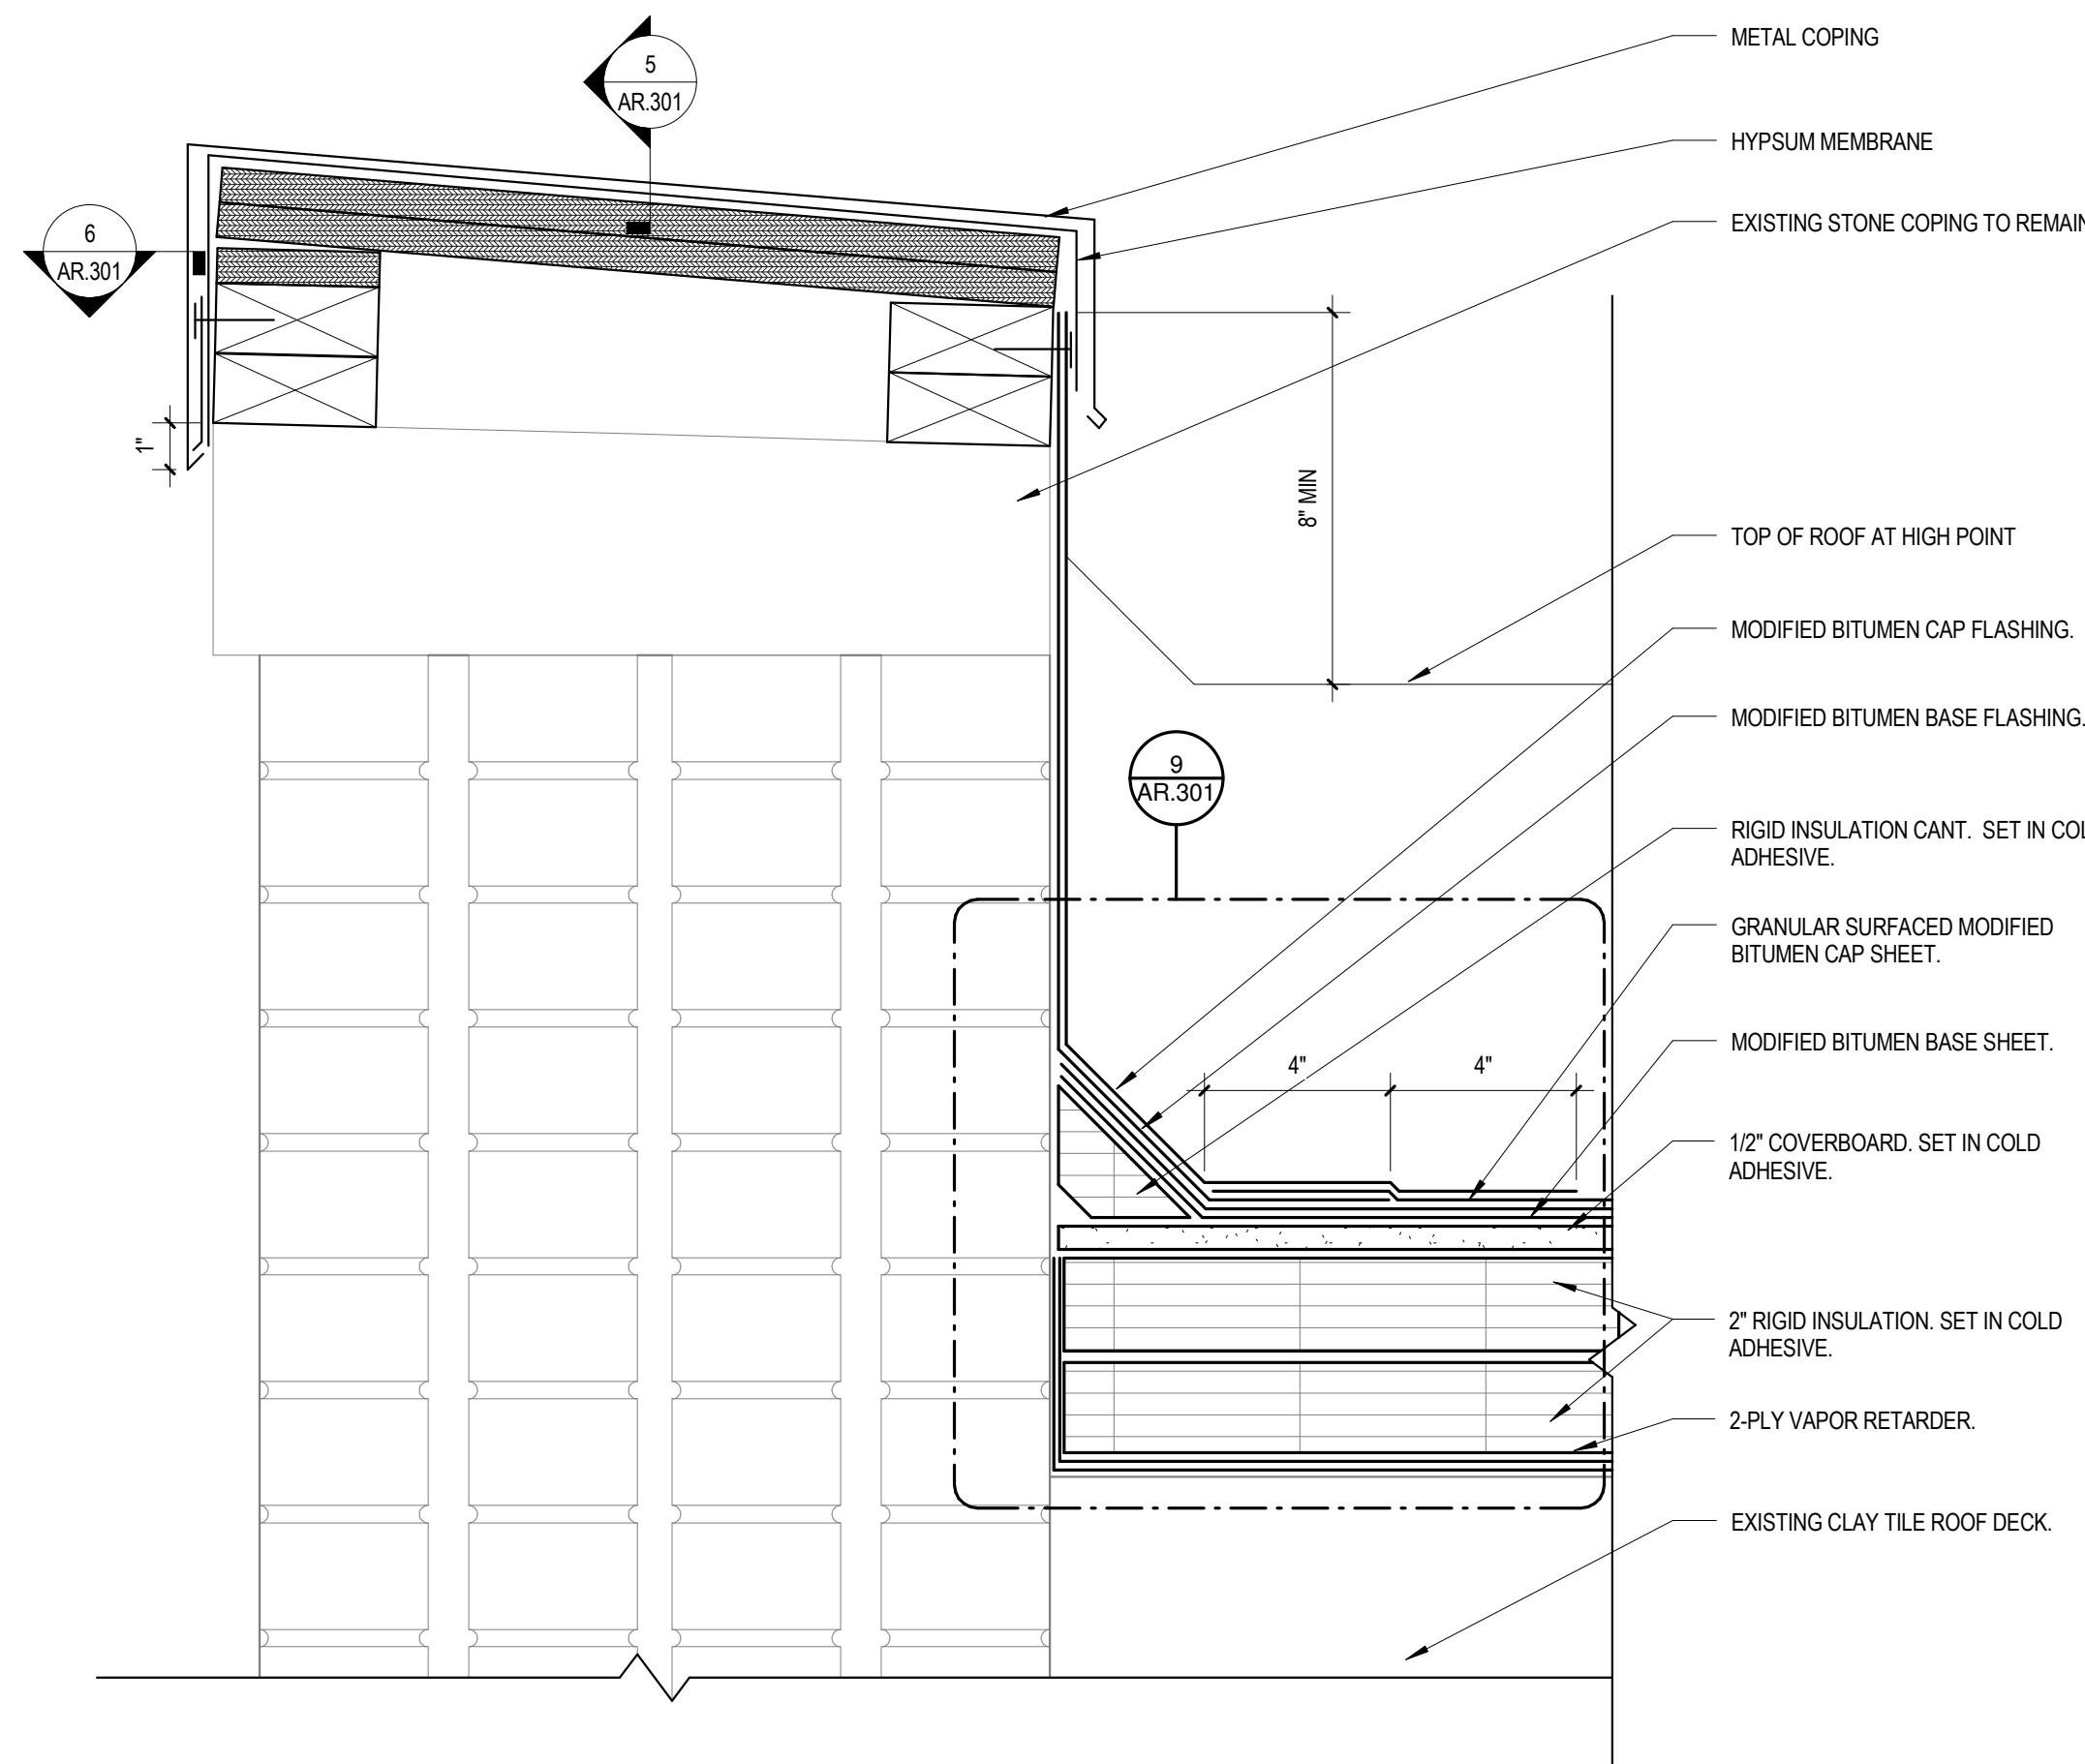 METAL COPING
5
AR.301
HYPSUM MEMBRANE
EXISTING STONE COPING TO REMAIN
6
AR.301
1"
8" MIN
TOP OF ROOF AT HIGH POINT
MODIFIED BITUMEN CAP FLASHING.
MODIFIED BITUMEN BASE FLASHING.
9
AR.301
RIGID INSULATION CANT. SET IN COL
ADHESIVE.
GRANULAR SURFACED MODIFIED
BITUMEN CAP SHEET.
MODIFIED BITUMEN BASE SHEET.
4"
4"
1/2" COVERBOARD. SET IN COLD
ADHESIVE.
2" RIGID INSULATION. SET IN COLD
ADHESIVE.
2-PLY VAPOR RETARDER.
EXISTING CLAY TILE ROOF DECK.